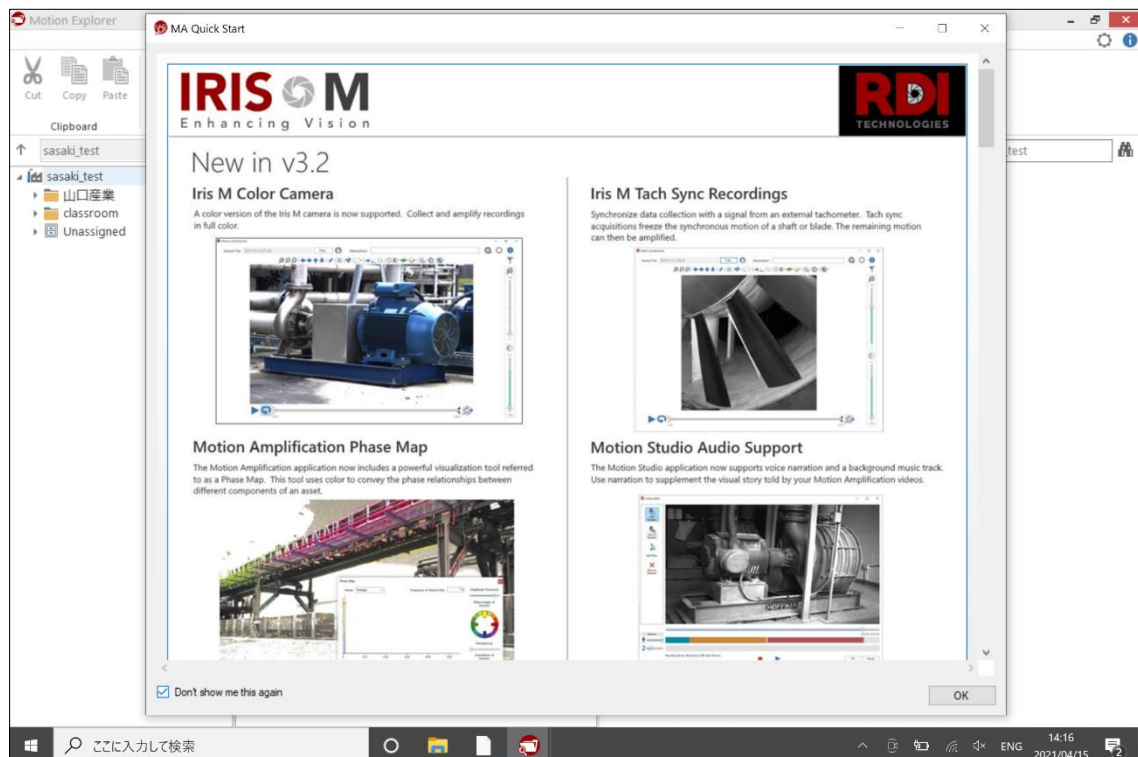 Motion Explorer
MA Quick Start
Cut Copy Paste
Clipboard
sasaki_test
sasaki_test
山口産業
classroom
Unassigned
IRIS M
Enhancing Vision
RDI
TECHNOLOGIES
New in v3.2
Iris M Color Camera
A color version of the Iris M camera is now supported. Collect and amplify recordings
in full color.
Motion Amplification Phase Map
The Motion Amplification application now includes a powerful visualization tool referred
to as a Phase Map. This tool uses color to convey the phase relationships between
different components of an asset.
Phase Map
Iris M Tach Sync Recordings
Synchronize data collection with a signal from an external tachometer. Tach sync
acquisitions freeze the synchronous motion of a shaft or blade. The remaining motion
can then be amplified.
Motion Studio Audio Support
The Motion Studio application now supports voice narration and a background music track.
Use narration to supplement the visual story told by your Motion Amplification videos.
HOFFMAN
_test
Don't show me this again
OK
ここに入力して検索
ENG
14:16
2021/04/15
2